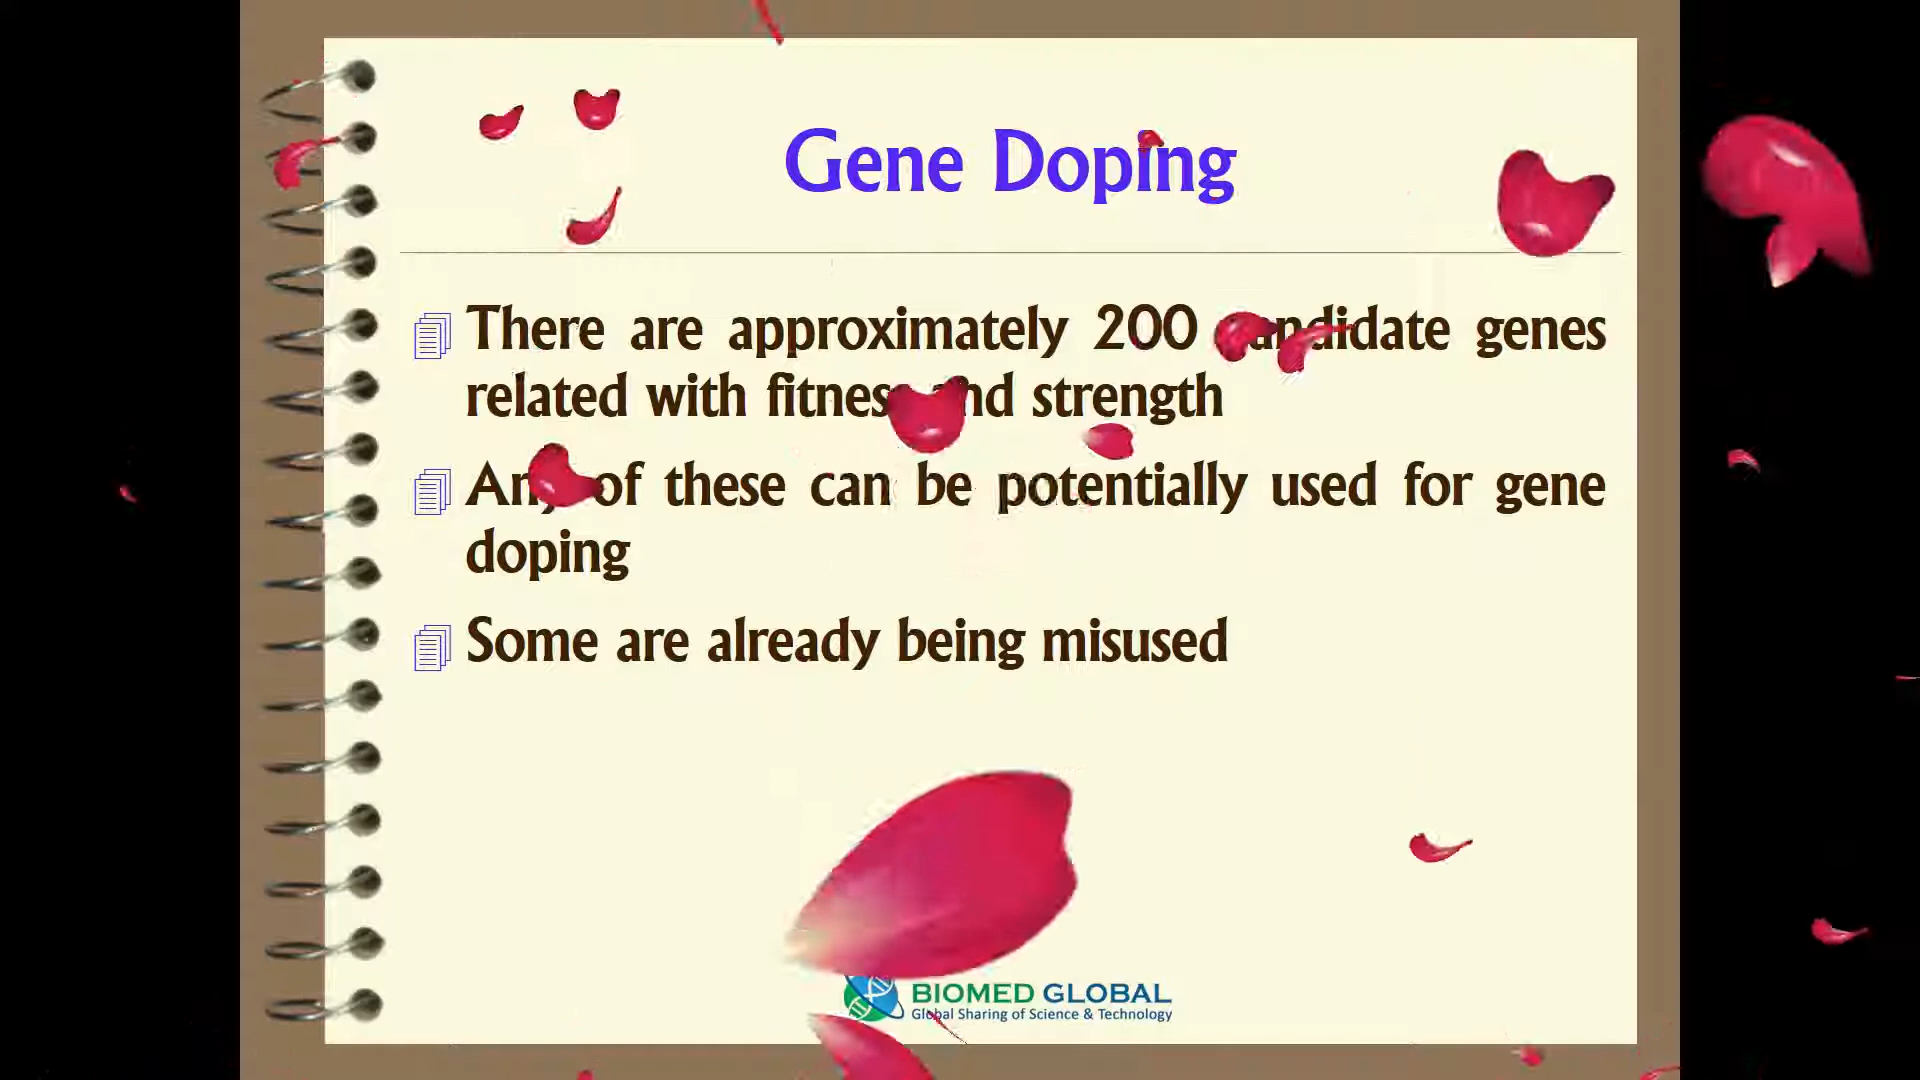 Gene Doping
There are approximately 200 candidate genes
related with fitness and strength
Any of these can be potentially used for gene
doping
Some are already being misused
BIOMED GLOBAL
Global Sharing of Science & Technology